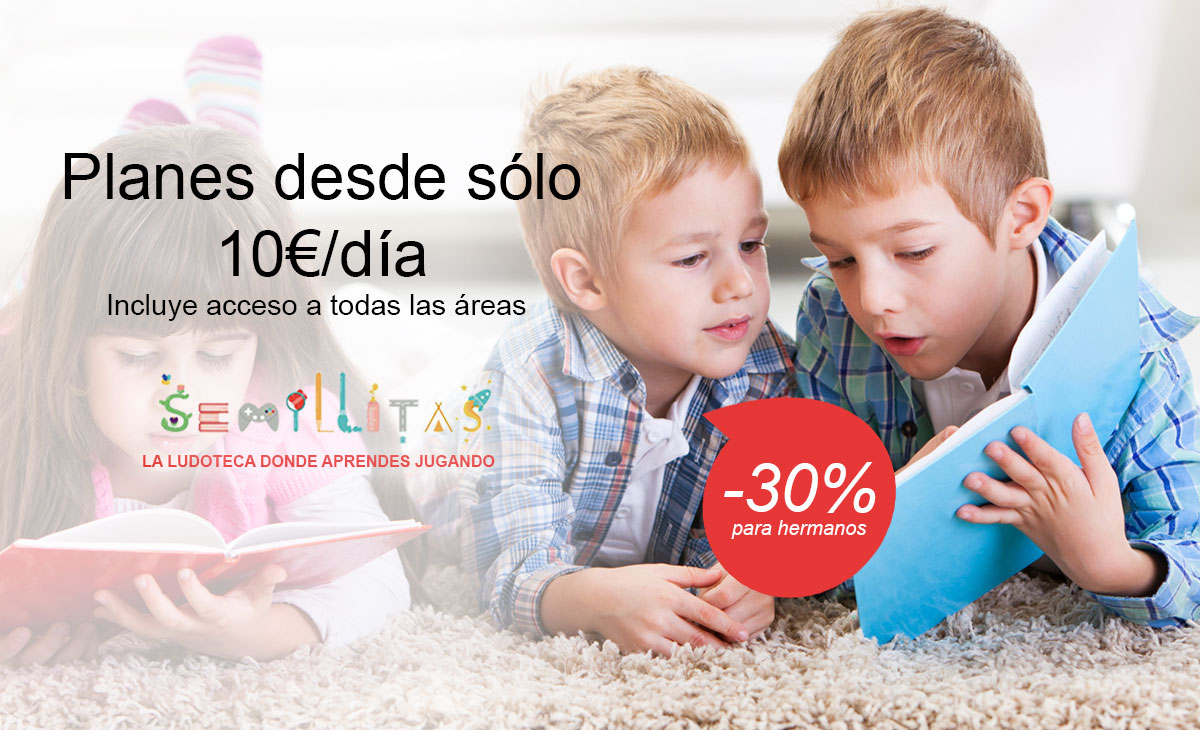 Planes desde sólo
10€/día
Incluye acceso a todas las áreas
SEMILLITAS
LA LUDOTECA DONDE APRENDES JUGANDO
-30%
para hermanos